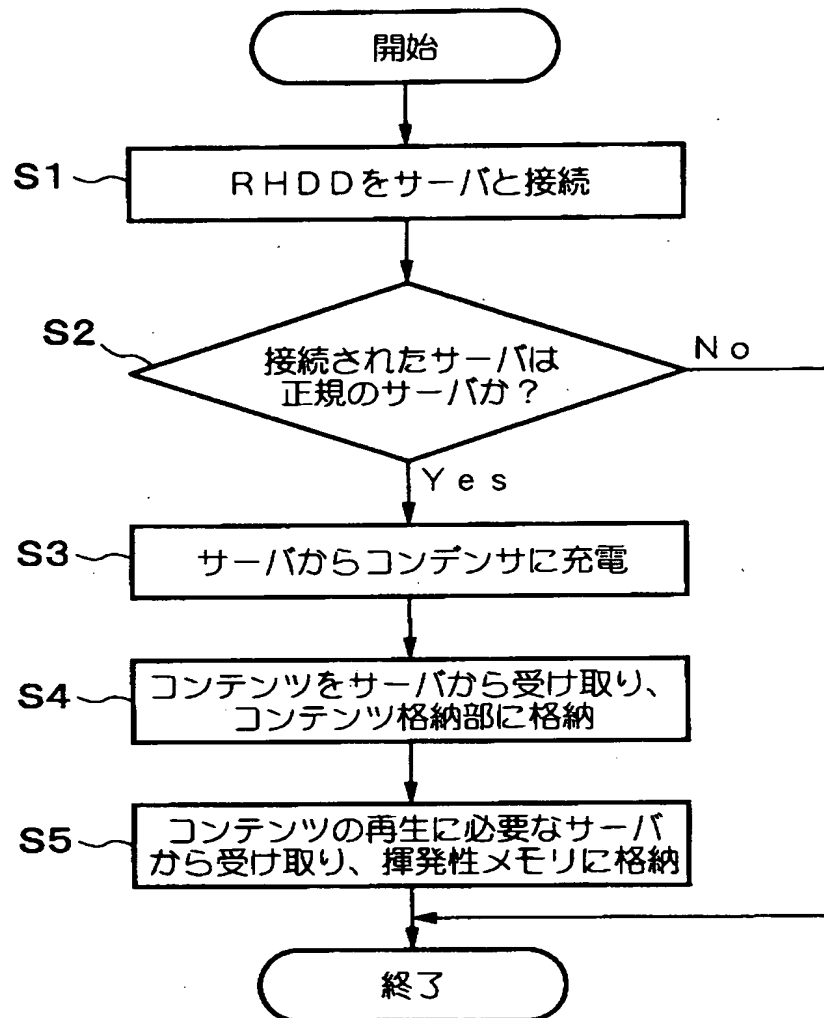 開始
S1
RHDDをサーバと接続
S2
接続されたサーバは
正規のサーバか？
No
Yes
S3
サーバからコンデンサに充電
S4
コンテンツをサーバから受け取り、
コンテンツ格納部に格納
S5
コンテンツの再生に必要なサーバ
から受け取り、揮発性メモリに格納
終了